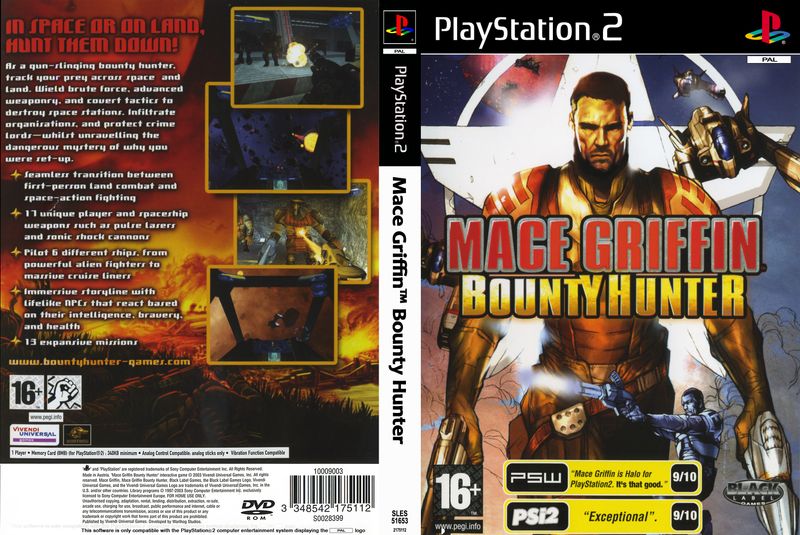 IN SPACE OR ON LAND,
HUNT THEM DOWN!
As a gun-slinging bounty hunter,
track your prey across space and
land. Wield brute force, advanced
weaponry, and covert tactics to
destroy space stations. Infiltrate
organisations, and protect crime
lords—whilst unravelling the
dangerous mystery of why you
were set-up.
Seamless transition between
first-person land combat and
space-action fighting
17 unique player and spaceship
weapons such as pulse lasers
and sonic shock cannons
Pilot 6 different ships, from
powerful alien fighters to
massive cruise liners
Immersive storyline with
lifelike NPCs that react based
on their intelligence, bravery,
and health
13 expansive missions
www.bountyhunter-games.com
16+
www.pegi.info
VIVENDI
UNIVERSAL
games
1 Player • Memory Card (8MB) (for PlayStation®2) : 360KB minimum • Analog Control Compatible: analog sticks only • Vibration Function Compatible
10009003
DVD
ROM
3 348542 175112
S0028399
This software is only compatible with the PlayStation®2 computer entertainment system displaying the PAL logo
2175112
PAL
PlayStation®2
Mace Griffin™ Bounty Hunter
SLES
51653
PlayStation®2
PAL
MACE GRIFFIN
BOUNTY HUNTER
16+
www.pegi.info
PSW
"Mace Griffin is Halo for
PlayStation2. It's that good."
9/10
PSi2
"Exceptional".
9/10
BLACK
LABEL
GAMES